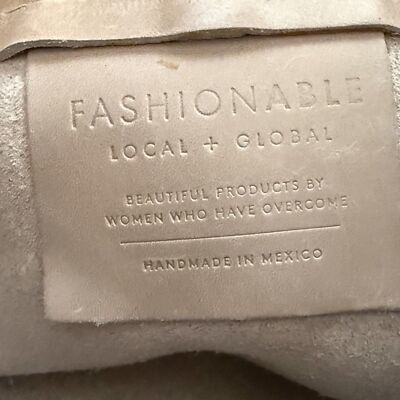 FASHIONABLE
LOCAL + GLOBAL
BEAUTIFUL PRODUCTS BY
WOMEN WHO HAVE OVERCOME
HANDMADE IN MEXICO